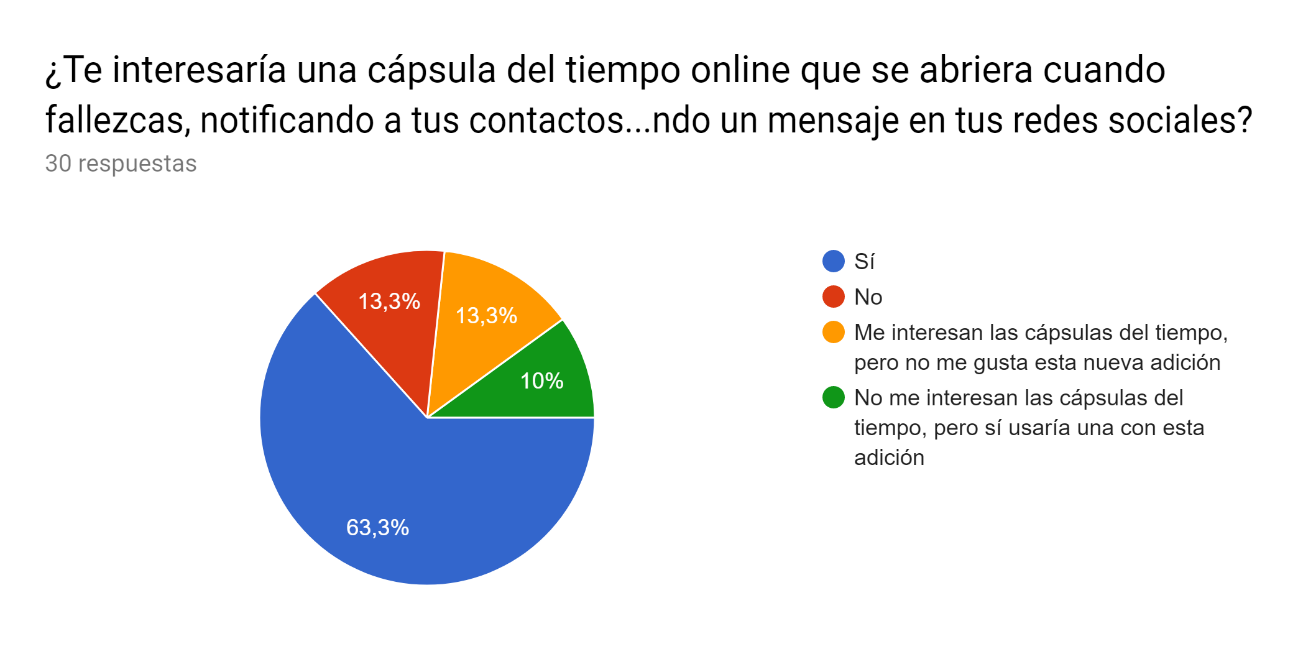 ¿Te interesaría una cápsula del tiempo online que se abriera cuando
fallezcas, notificando a tus contactos...ndo un mensaje en tus redes sociales?
30 respuestas
13,3%
13,3%
10%
63,3%
Sí
No
Me interesan las cápsulas del tiempo,
pero no me gusta esta nueva adición
No me interesan las cápsulas del
tiempo, pero sí usaría una con esta
adición